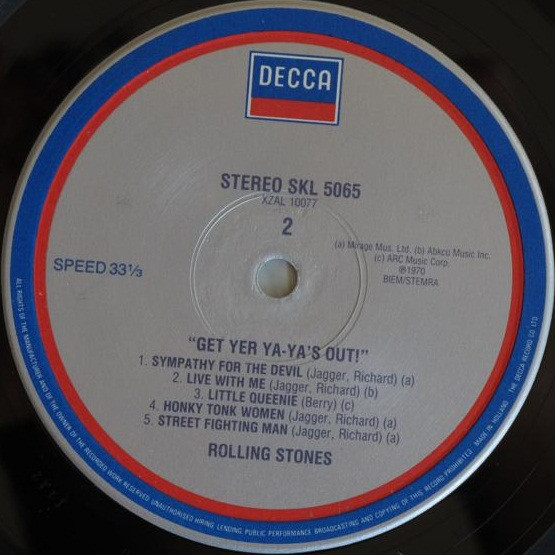 DECCA
STEREO SKL 5065
XZAL 10077
2
(a) Mirage Mus. Ltd. (b) Abkco Music Inc.
(c) ARC Music Corp.
℗1970
BIEM/STEMRA
SPEED 33⅓
"GET YER YA-YA'S OUT!"
1. SYMPATHY FOR THE DEVIL (Jagger, Richard) (a)
2. LIVE WITH ME (Jagger, Richard) (b)
3. LITTLE QUEENIE (Berry) (c)
4. HONKY TONK WOMEN (Jagger, Richard) (a)
5. STREET FIGHTING MAN (Jagger, Richard) (a)
ROLLING STONES
ALL RIGHTS OF THE MANUFACTURER AND OF THE OWNER OF THE RECORDED WORK RESERVED UNAUTHORISED HIRING LENDING PUBLIC PERFORMANCE BROADCASTING AND COPYING OF THIS RECORD PROHIBITED MADE IN HOLLAND THE DECCA RECORD CO LTD